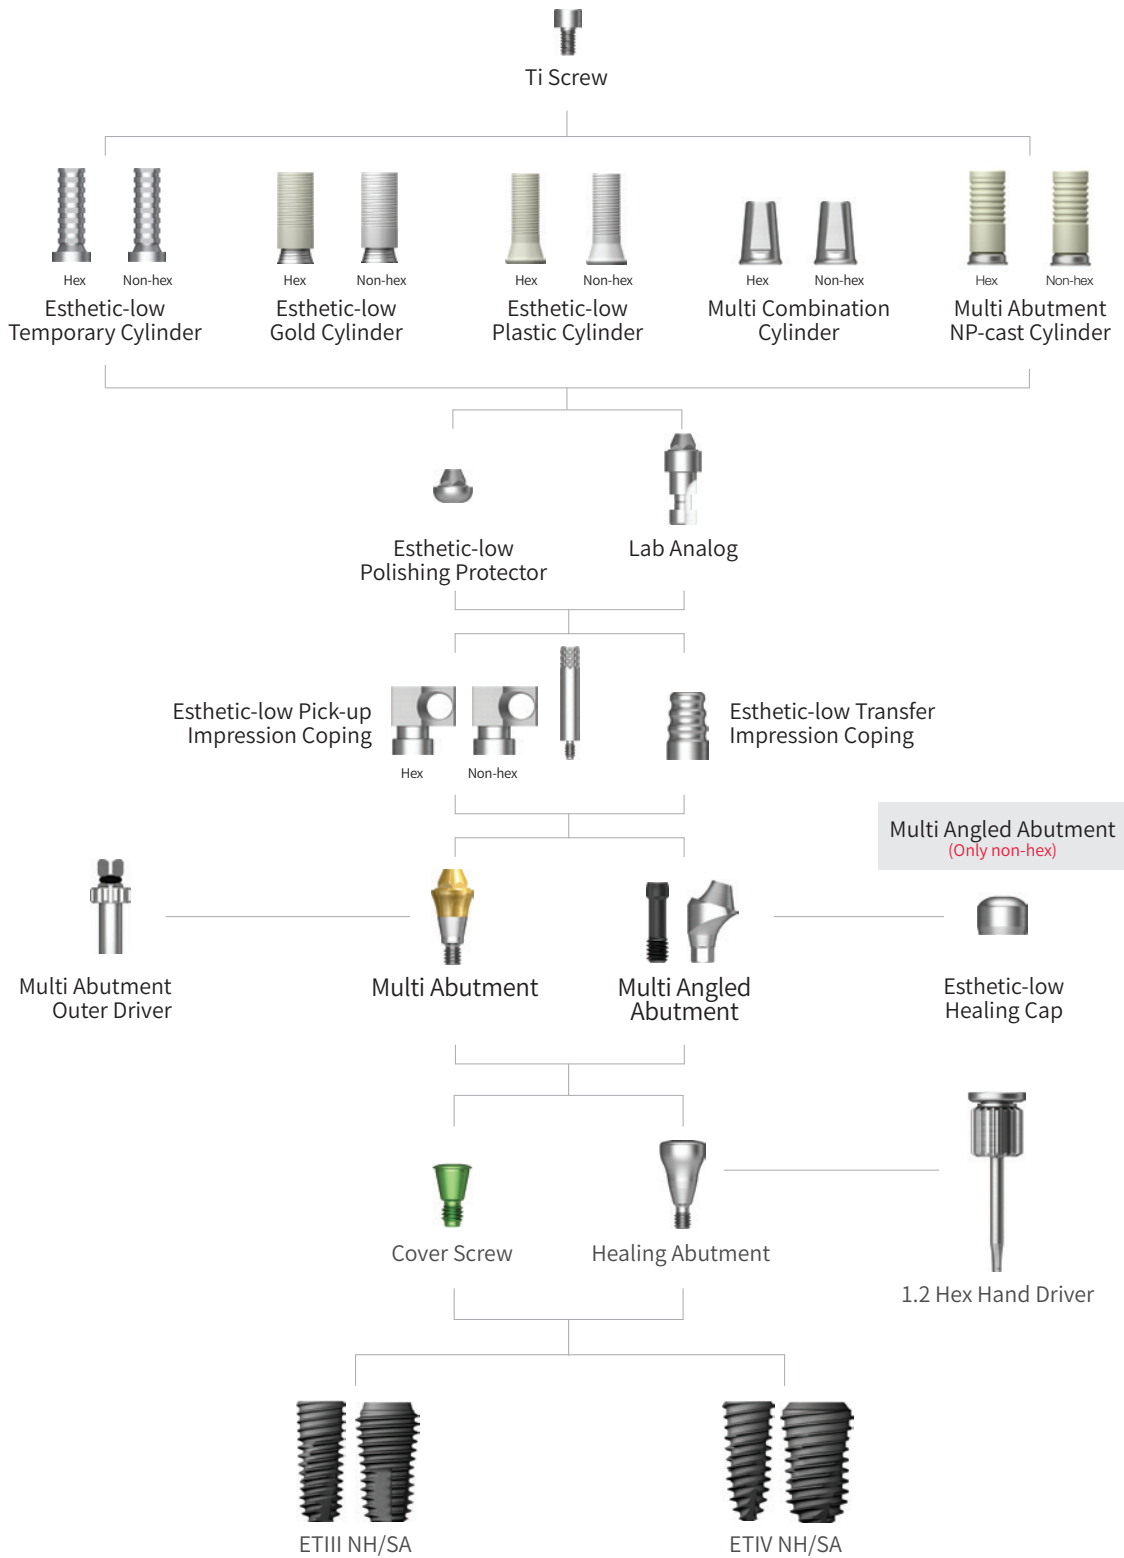 Ti Screw
Hex
Non-hex
Esthetic-low
Temporary Cylinder
Hex
Non-hex
Esthetic-low
Gold Cylinder
Hex
Non-hex
Esthetic-low
Plastic Cylinder
Hex
Non-hex
Multi Combination
Cylinder
Hex
Non-hex
Multi Abutment
NP-cast Cylinder
Esthetic-low
Polishing Protector
Lab Analog
Esthetic-low Pick-up
Impression Coping
Hex
Non-hex
Esthetic-low Transfer
Impression Coping
Multi Angled Abutment
(Only non-hex)
Multi Abutment
Outer Driver
Multi Abutment
Multi Angled
Abutment
Esthetic-low
Healing Cap
Cover Screw
Healing Abutment
1.2 Hex Hand Driver
ETIII NH/SA
ETIV NH/SA